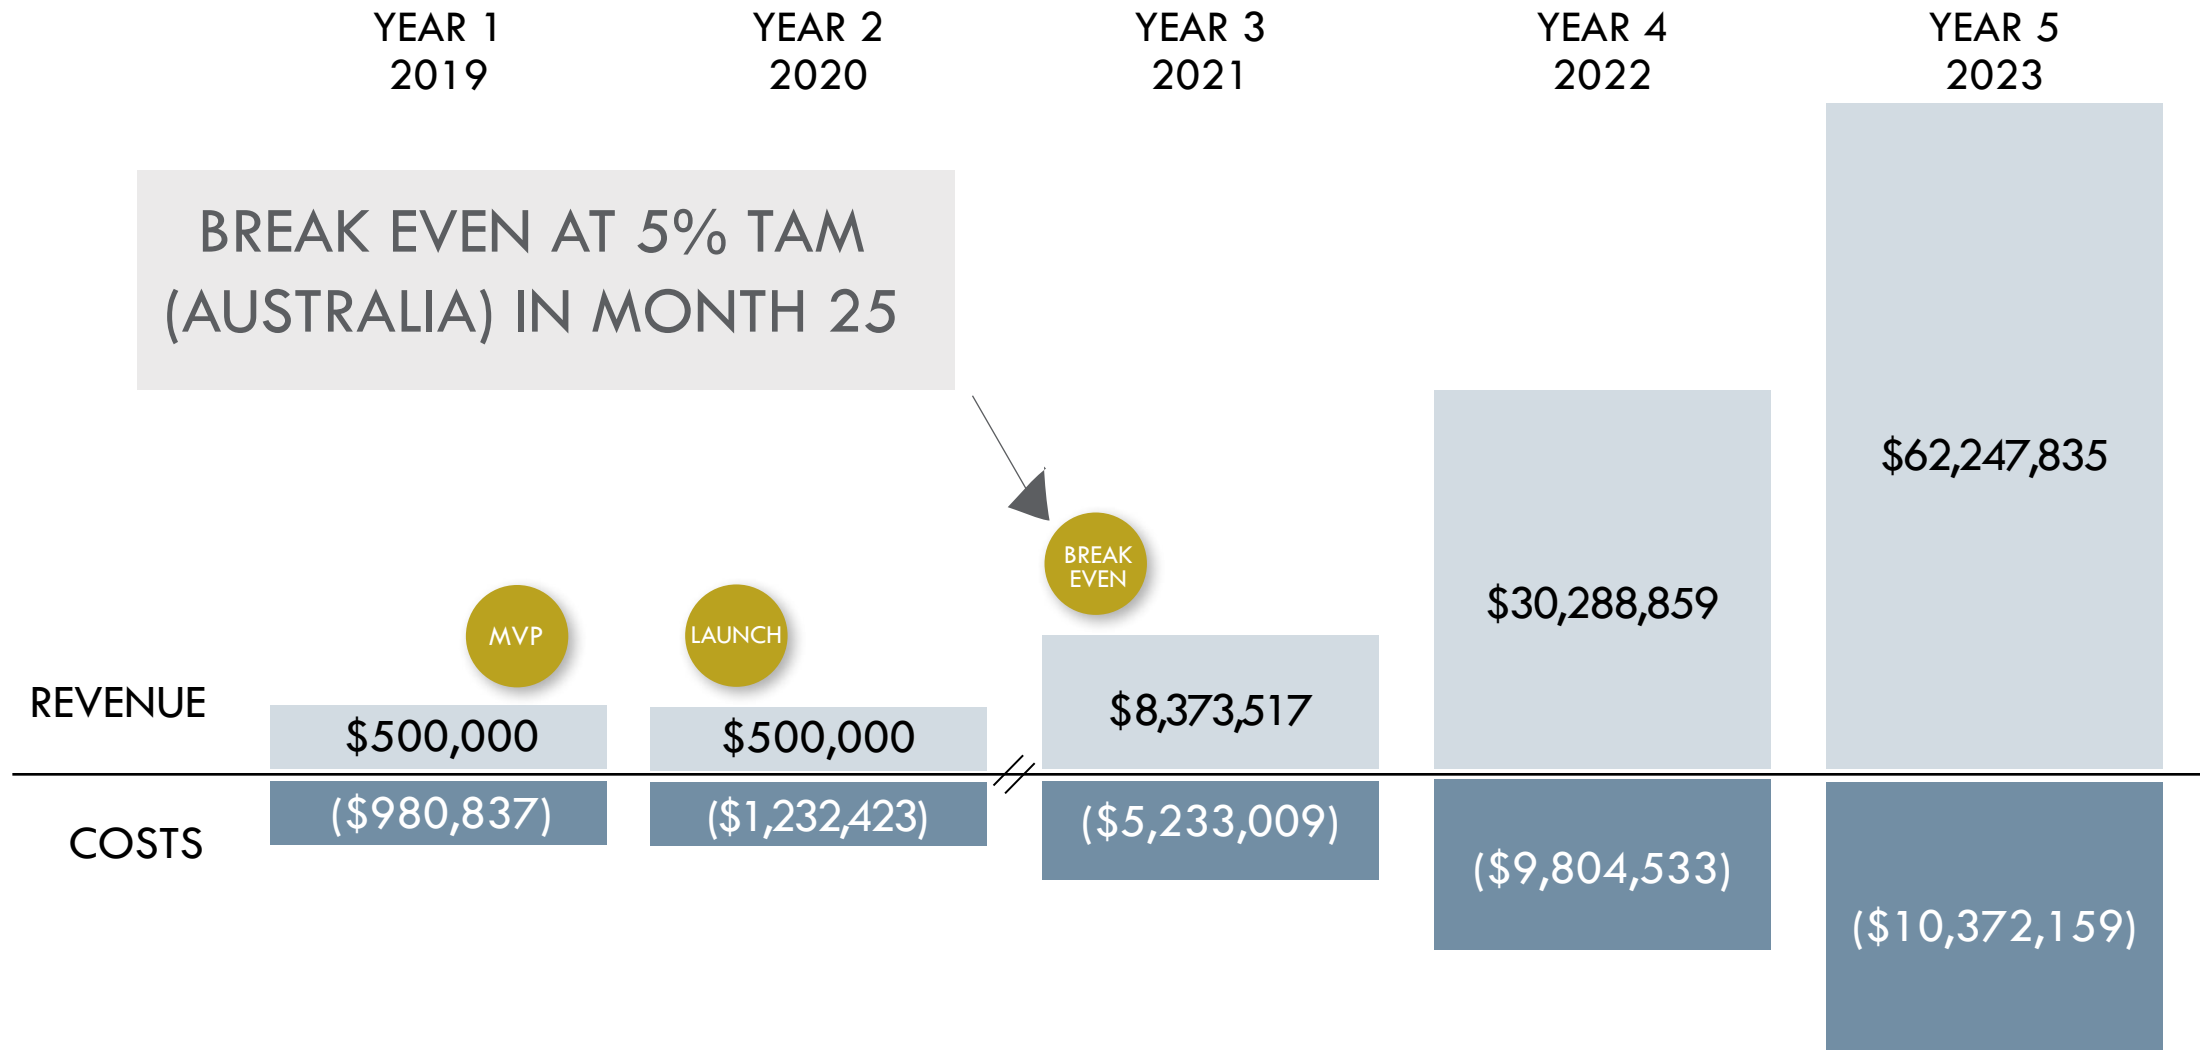 YEAR 1
2019
YEAR 2
2020
YEAR 3
2021
YEAR 4
2022
YEAR 5
2023
BREAK EVEN AT 5% TAM
(AUSTRALIA) IN MONTH 25
MVP
LAUNCH
BREAK
EVEN
REVENUE
$500,000
$500,000
$8,373,517
$30,288,859
$62,247,835
COSTS
($980,837)
($1,232,423)
($5,233,009)
($9,804,533)
($10,372,159)